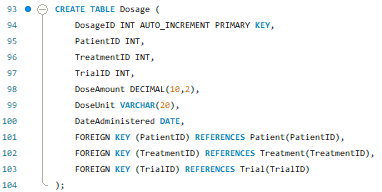 93 CREATE TABLE Dosage (
94 DosageID INT AUTO_INCREMENT PRIMARY KEY,
95 PatientID INT,
96 TreatmentID INT,
97 TrialID INT,
98 DoseAmount DECIMAL(10,2),
99 DoseUnit VARCHAR(20),
100 DateAdministered DATE,
101 FOREIGN KEY (PatientID) REFERENCES Patient(PatientID),
102 FOREIGN KEY (TreatmentID) REFERENCES Treatment(TreatmentID),
103 FOREIGN KEY (TrialID) REFERENCES Trial(TrialID)
104 );